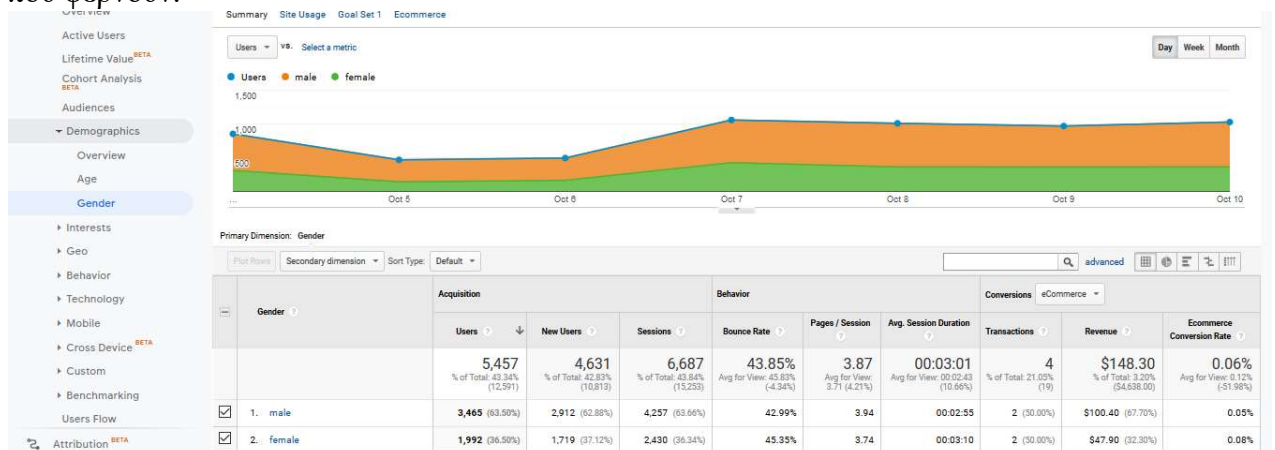 που φέρνουν.
Overview
Active Users
Lifetime Value BETA
Cohort Analysis
BETA
Audiences
Demographics
Overview
Age
Gender
Interests
Geo
Behavior
Technology
Mobile
Cross Device BETA
Custom
Benchmarking
Users Flow
Attribution BETA
Summary Site Usage Goal Set 1 Ecommerce
Users VS. Select a metric
Day Week Month
Users male female
1,500
1,000
500
... Oct 5 Oct 6 Oct 7 Oct 8 Oct 9 Oct 10
Primary Dimension: Gender
Plot Rows Secondary dimension Sort Type: Default advanced
Gender ? Acquisition Behavior Conversions eCommerce
Users ? New Users ? Sessions ? Bounce Rate ? Pages / Session ? Avg. Session Duration ? Transactions ? Revenue ? Ecommerce Conversion Rate ?
5,457 4,631 6,687 43.85% 3.87 00:03:01 4 $148.30 0.06%
% of Total: 43.34% % of Total: 42.83% % of Total: 43.84% Avg for View: 45.83% Avg for View: Avg for View: 00:02:43 % of Total: 21.05% % of Total: 3.20% Avg for View: 0.12%
(12,591) (10,813) (15,253) (-4.34%) 3.71 (4.21%) (10.66%) (19) ($4,638.00) (-51.98%)
1. male 3,465 (63.50%) 2,912 (62.88%) 4,257 (63.66%) 42.99% 3.94 00:02:55 2 (50.00%) $100.40 (67.70%) 0.05%
2. female 1,992 (36.50%) 1,719 (37.12%) 2,430 (36.34%) 45.35% 3.74 00:03:10 2 (50.00%) $47.90 (32.30%) 0.08%